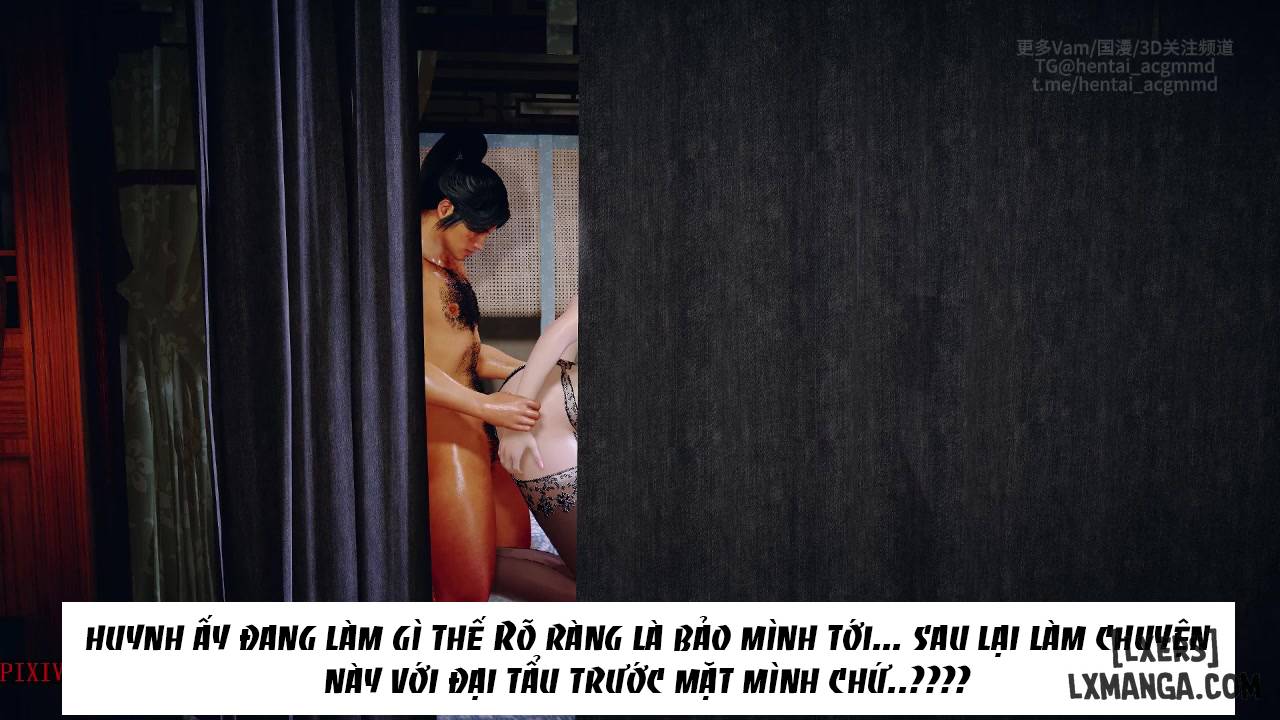 更多Vam/国漫/3D关注频道
TG@hentai_acgmmd
t.me/hentai_acgmmd
HUYNH ẤY ĐANG LÀM GÌ THẾ RÕ RÀNG LÀ BẢO MÌNH TỚI... SAU LẠI LÀM CHUYỆN
NÀY VỚI ĐẠI TẨU TRƯỚC MẶT MÌNH CHỨ..????
[LXERS]
LXMANGA.COM